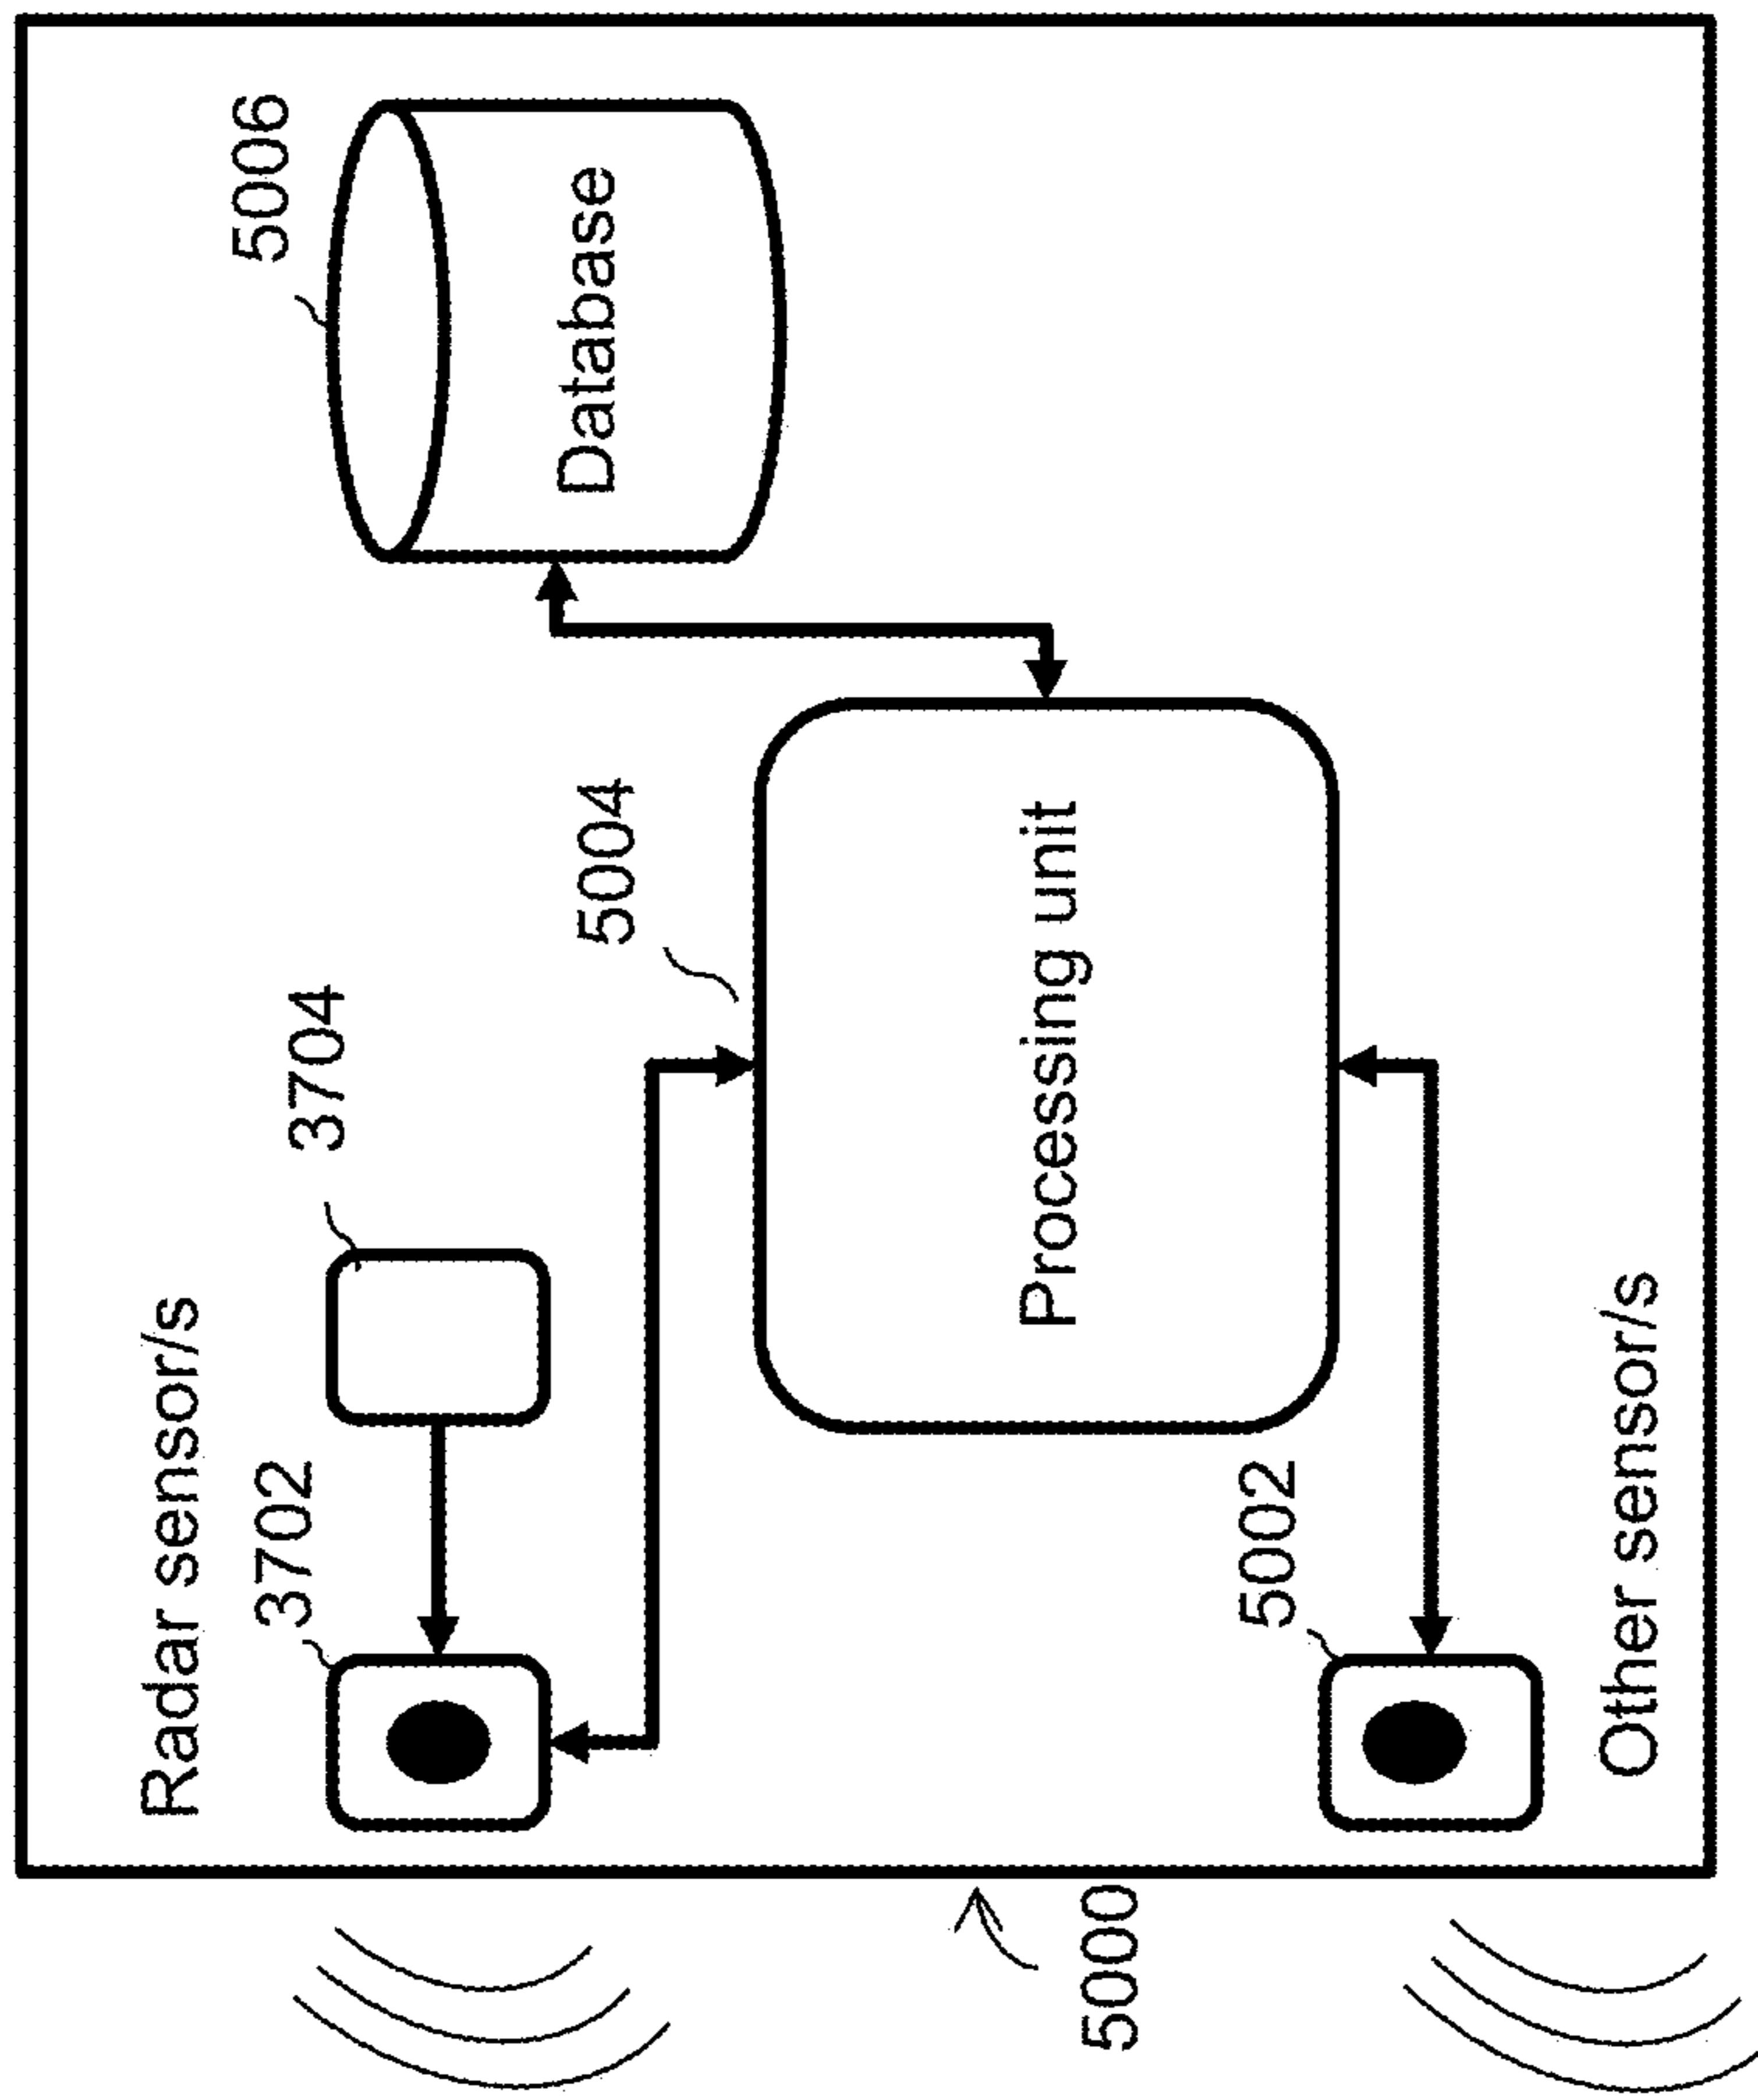 Radar sensor/s
3702
3704
5006
Database
5004
Processing unit
5002
Other sensor/s
5000